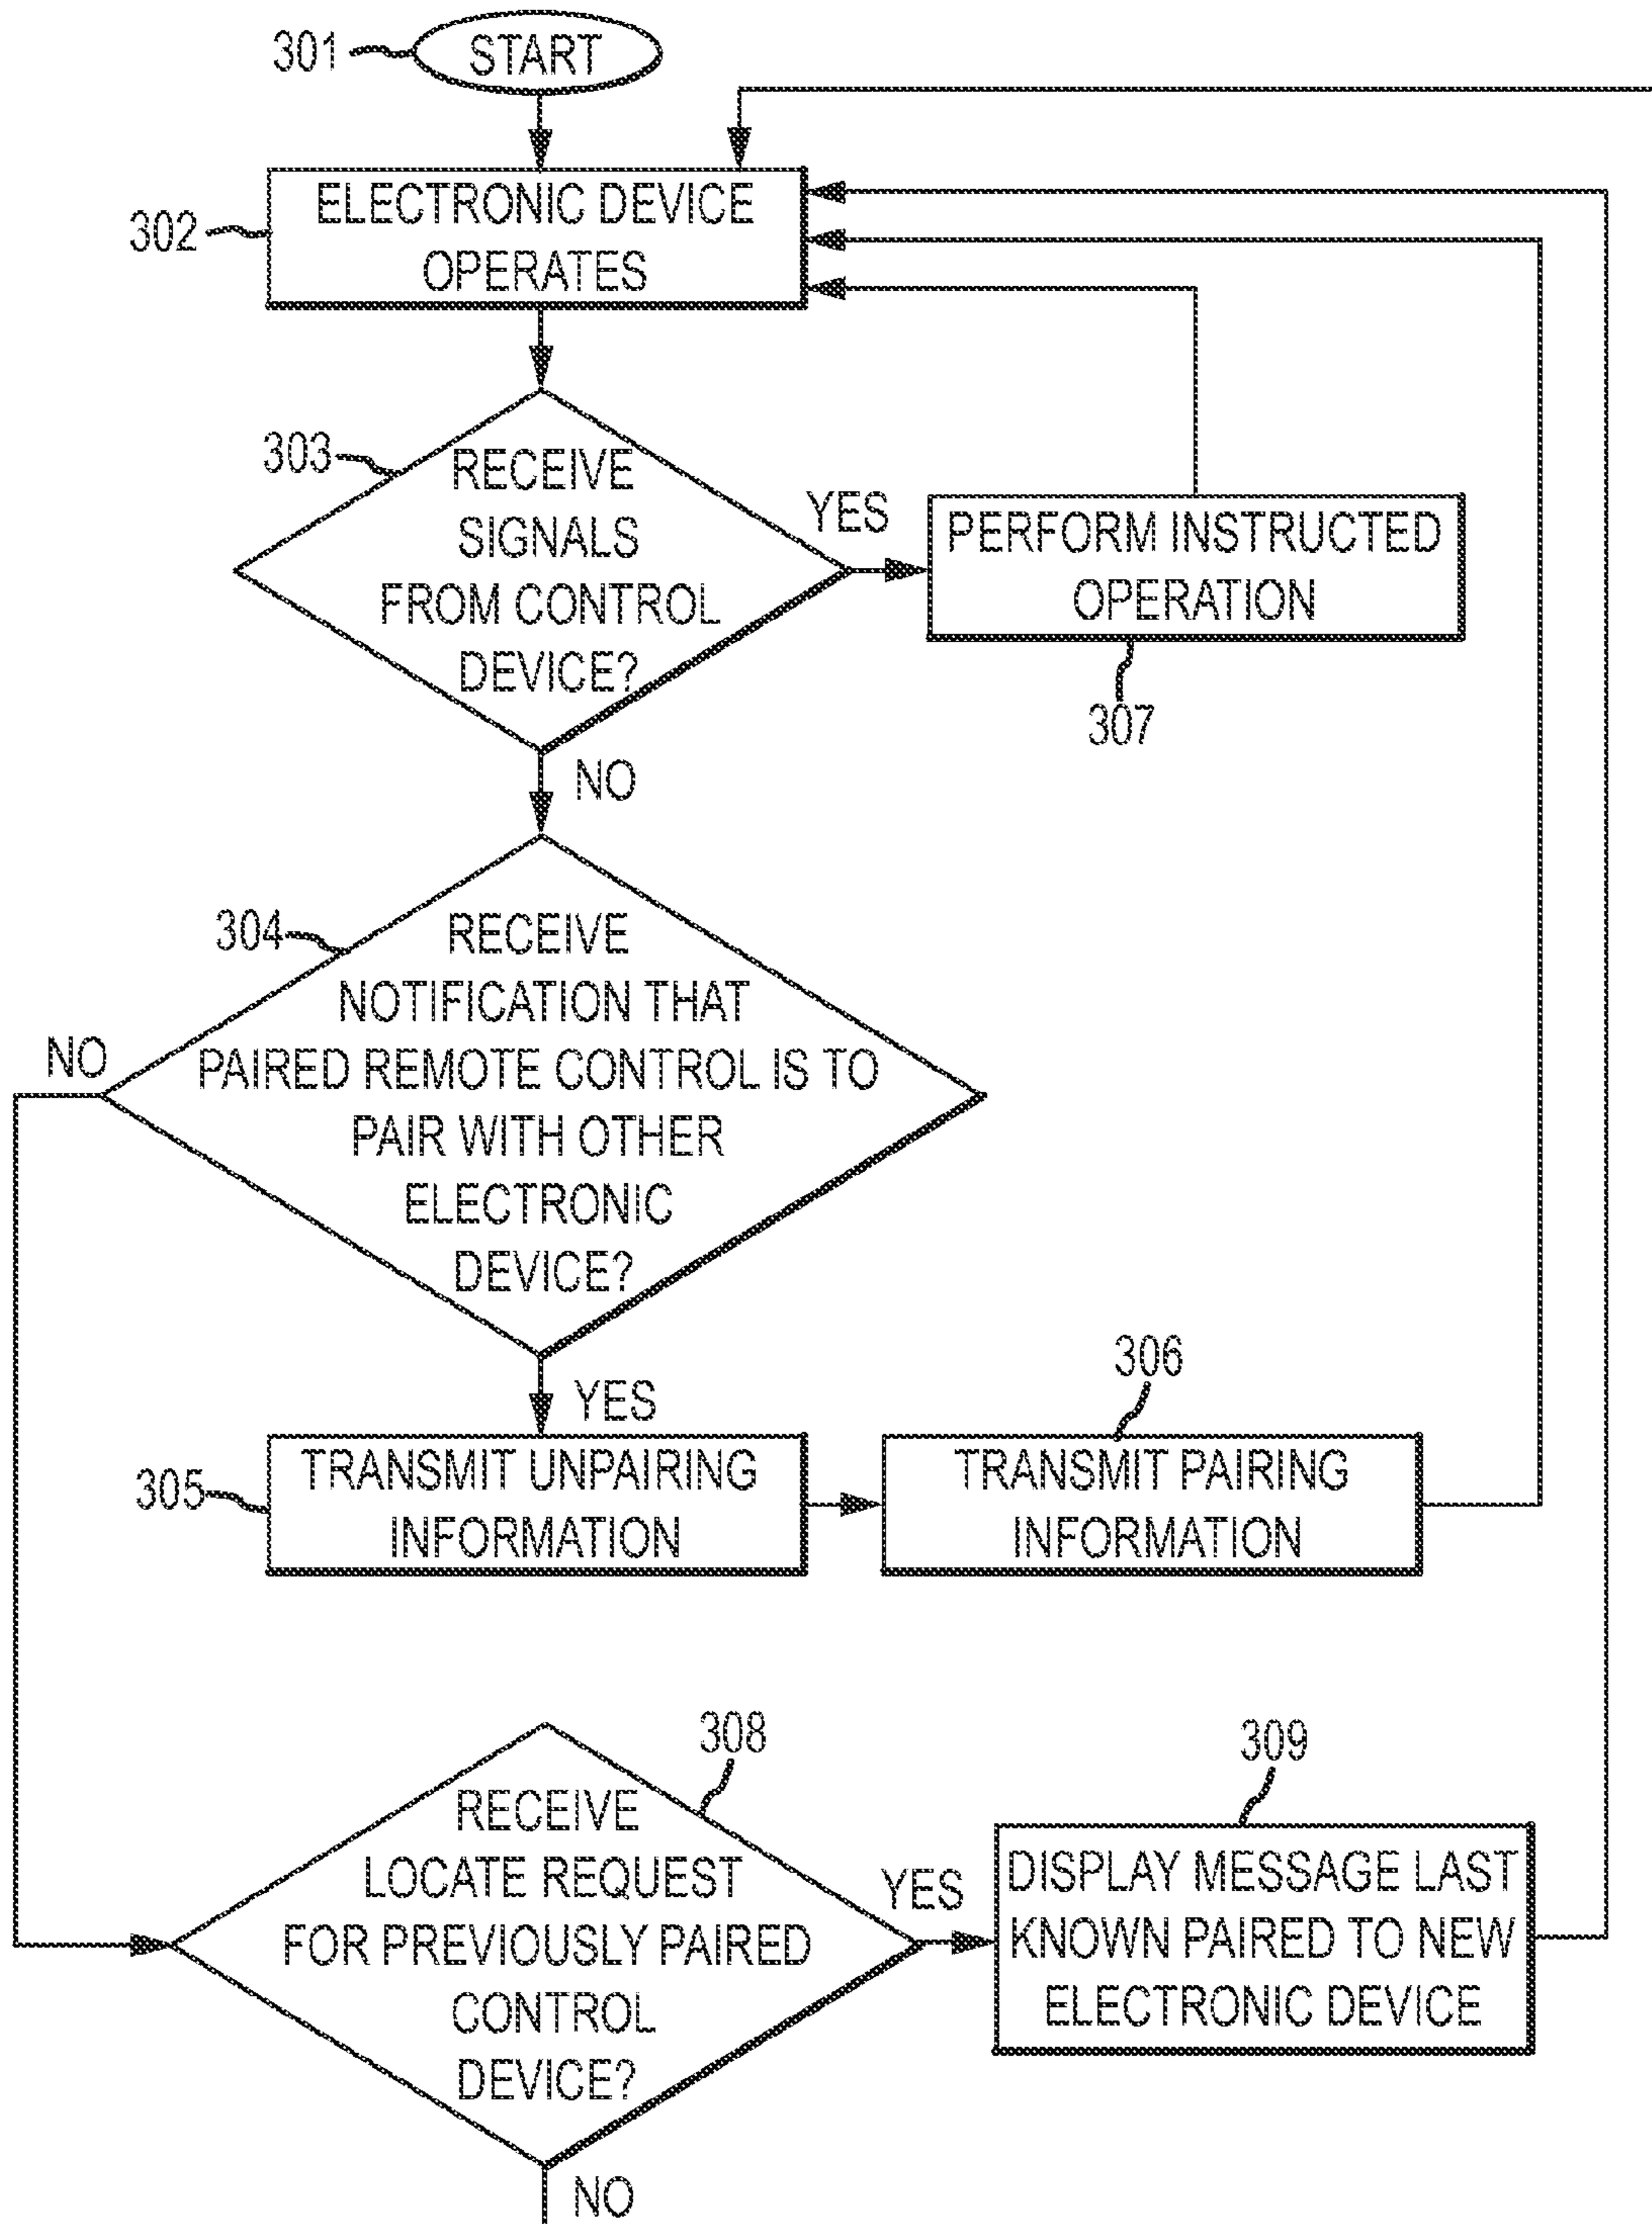 301
START
302
ELECTRONIC DEVICE
OPERATES
303
RECEIVE
SIGNALS
FROM CONTROL
DEVICE?
YES
PERFORM INSTRUCTED
OPERATION
307
NO
304
RECEIVE
NOTIFICATION THAT
PAIRED REMOTE CONTROL IS TO
PAIR WITH OTHER
ELECTRONIC
DEVICE?
NO
YES
305
TRANSMIT UNPAIRING
INFORMATION
306
TRANSMIT PAIRING
INFORMATION
308
RECEIVE
LOCATE REQUEST
FOR PREVIOUSLY PAIRED
CONTROL
DEVICE?
YES
309
DISPLAY MESSAGE LAST
KNOWN PAIRED TO NEW
ELECTRONIC DEVICE
NO